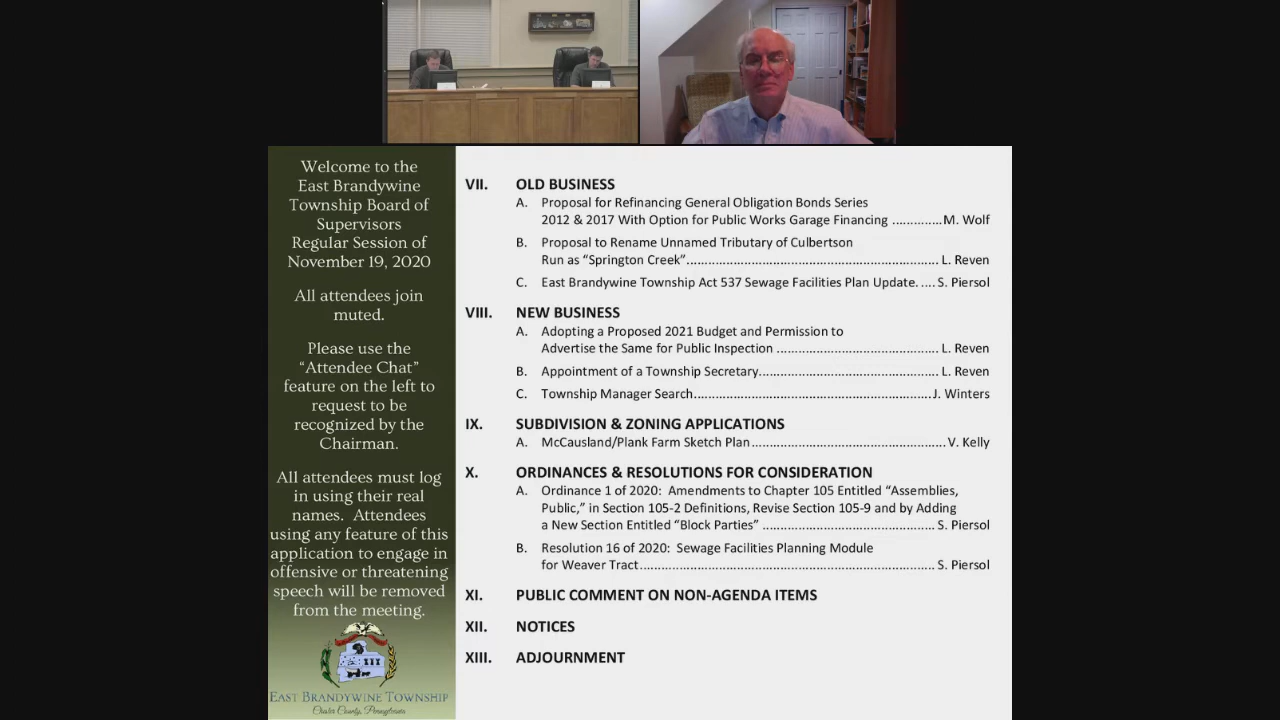 Welcome to the
East Brandywine
Township Board of
Supervisors
Regular Session of
November 19, 2020
All attendees join
muted.
Please use the
“Attendee Chat”
feature on the left to
request to be
recognized by the
Chairman.
All attendees must log
in using their real
names.  Attendees
using any feature of this
application to engage in
offensive or threatening
speech will be removed
from the meeting.
EAST BRANDYWINE TOWNSHIP
Chester County, Pennsylvania
VII. OLD BUSINESS
A. Proposal for Refinancing General Obligation Bonds Series
2012 & 2017 With Option for Public Works Garage Financing .............M. Wolf
B. Proposal to Rename Unnamed Tributary of Culbertson
Run as “Springton Creek”.................................................................. L. Reven
C. East Brandywine Township Act 537 Sewage Facilities Plan Update. .... S. Piersol
VIII. NEW BUSINESS
A. Adopting a Proposed 2021 Budget and Permission to
Advertise the Same for Public Inspection .......................................... L. Reven
B. Appointment of a Township Secretary.............................................. L. Reven
C. Township Manager Search.............................................................. J. Winters
IX. SUBDIVISION & ZONING APPLICATIONS
A. McCausland/Plank Farm Sketch Plan.................................................. V. Kelly
X. ORDINANCES & RESOLUTIONS FOR CONSIDERATION
A. Ordinance 1 of 2020:  Amendments to Chapter 105 Entitled “Assemblies,
Public,” in Section 105-2 Definitions, Revise Section 105-9 and by Adding
a New Section Entitled “Block Parties” ............................................. S. Piersol
B. Resolution 16 of 2020:  Sewage Facilities Planning Module
for Weaver Tract............................................................................ S. Piersol
XI. PUBLIC COMMENT ON NON-AGENDA ITEMS
XII. NOTICES
XIII. ADJOURNMENT